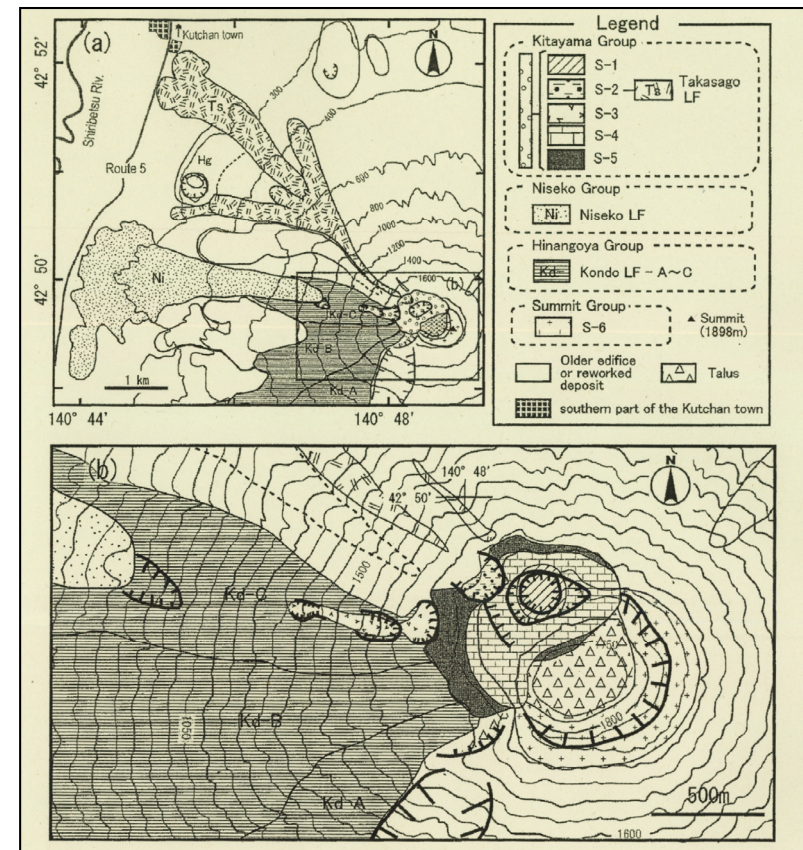 (a)
Kutchan town
N
42° 52'
Shiribetsu Riv.
Route 5
Ts
Hg
300
400
600
800
1000
1200
1400
1600
(b)
42° 50'
Ni
Kd-C
Kd-B
Kd-A
1 km
140° 44'
140° 48'
Legend
Kitayama Group
S-1
S-2
Ts
Takasago LF
S-3
S-4
S-5
Niseko Group
Ni
Niseko LF
Hinangoya Group
Kd
Kondo LF - A～C
Summit Group
S-6
Summit
(1898m)
Older edifice
or reworked
deposit
Talus
southern part of the Kutchan town
(b)
N
140° 48'
42° 50'
1500
Kd-C
Kd-B
1050
Kd-A
1800
500m
1600